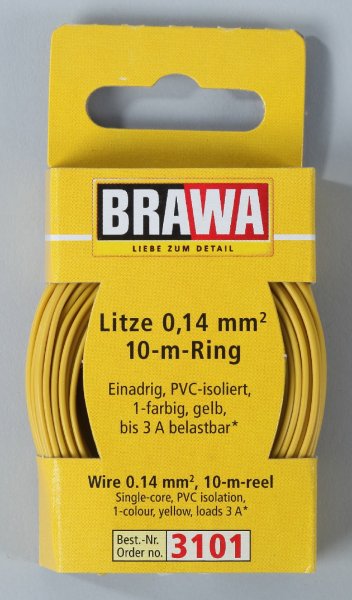 BRAWA
LIEBE ZUM DETAIL
Litze 0,14 mm²
10-m-Ring
Einadrig, PVC-isoliert,
1-farbig, gelb,
bis 3 A belastbar*
Wire 0.14 mm², 10-m-reel
Single-core, PVC isolation,
1-colour, yellow, loads 3 A*
Best.-Nr.
Order no. 3101